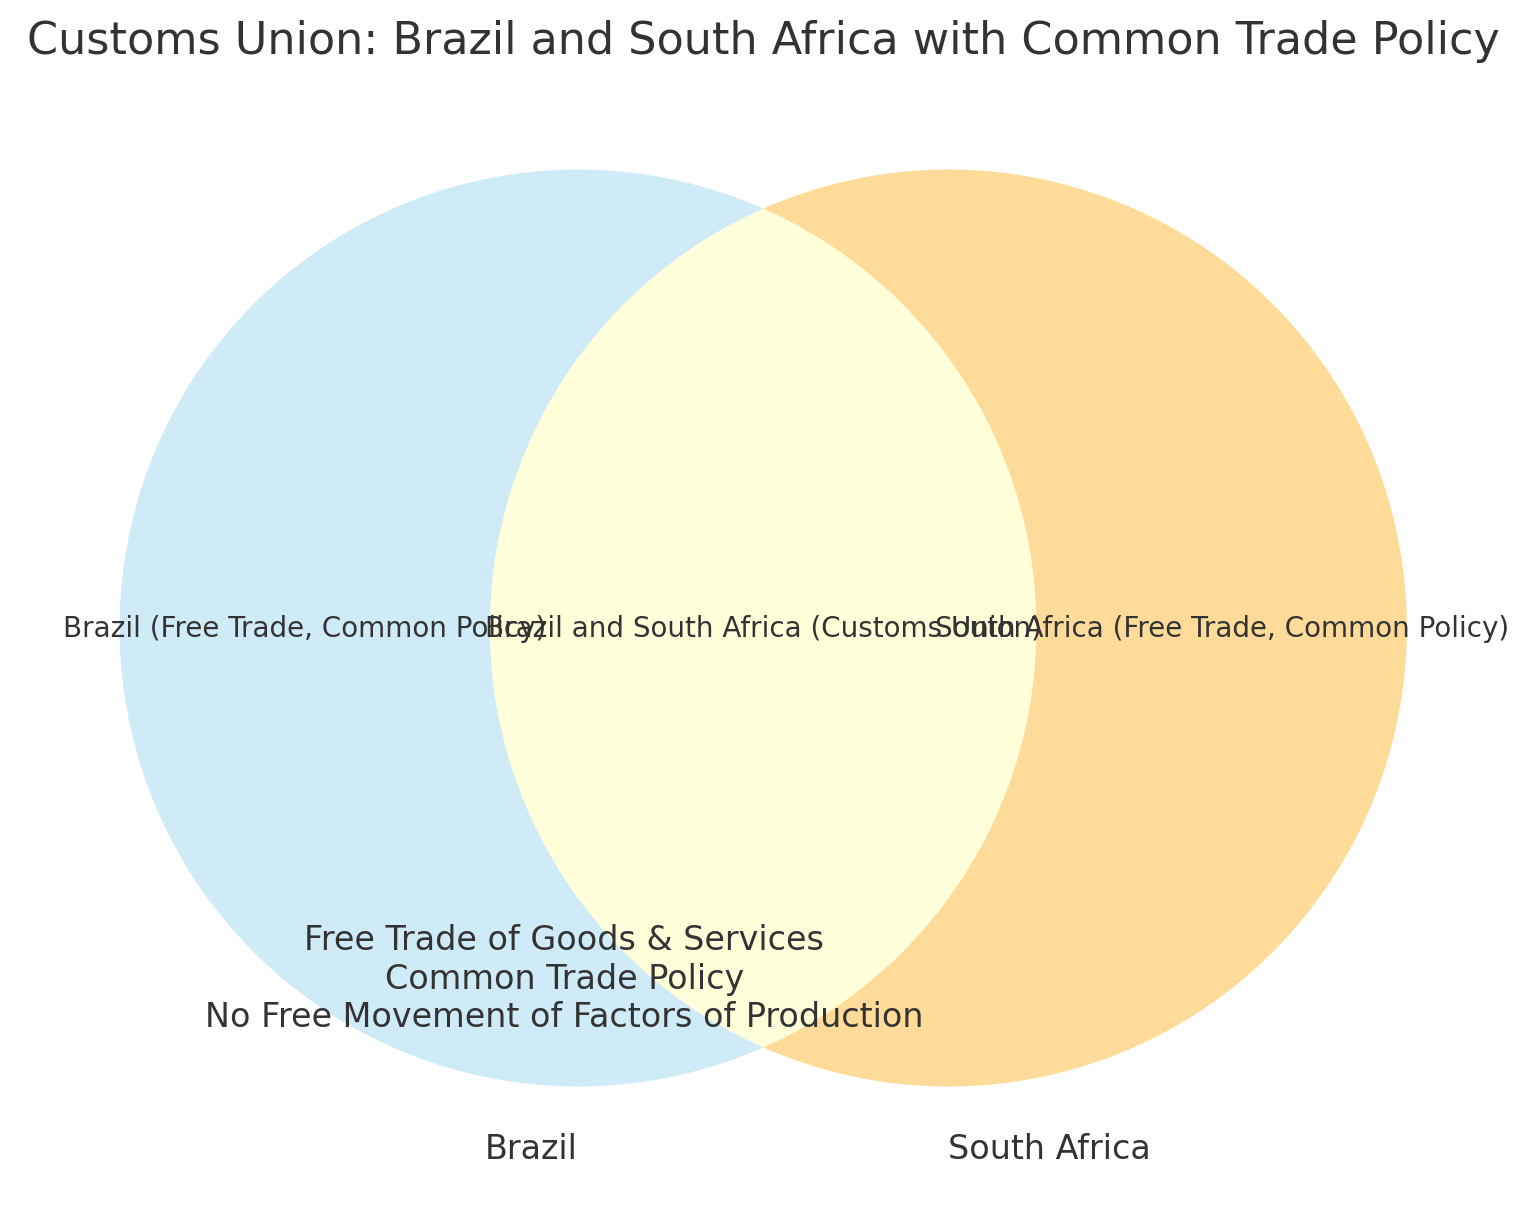 Customs Union: Brazil and South Africa with Common Trade Policy
Brazil (Free Trade, Common Policy)
Brazil and South Africa (Customs Union)
South Africa (Free Trade, Common Policy)
Free Trade of Goods & Services
Common Trade Policy
No Free Movement of Factors of Production
Brazil
South Africa